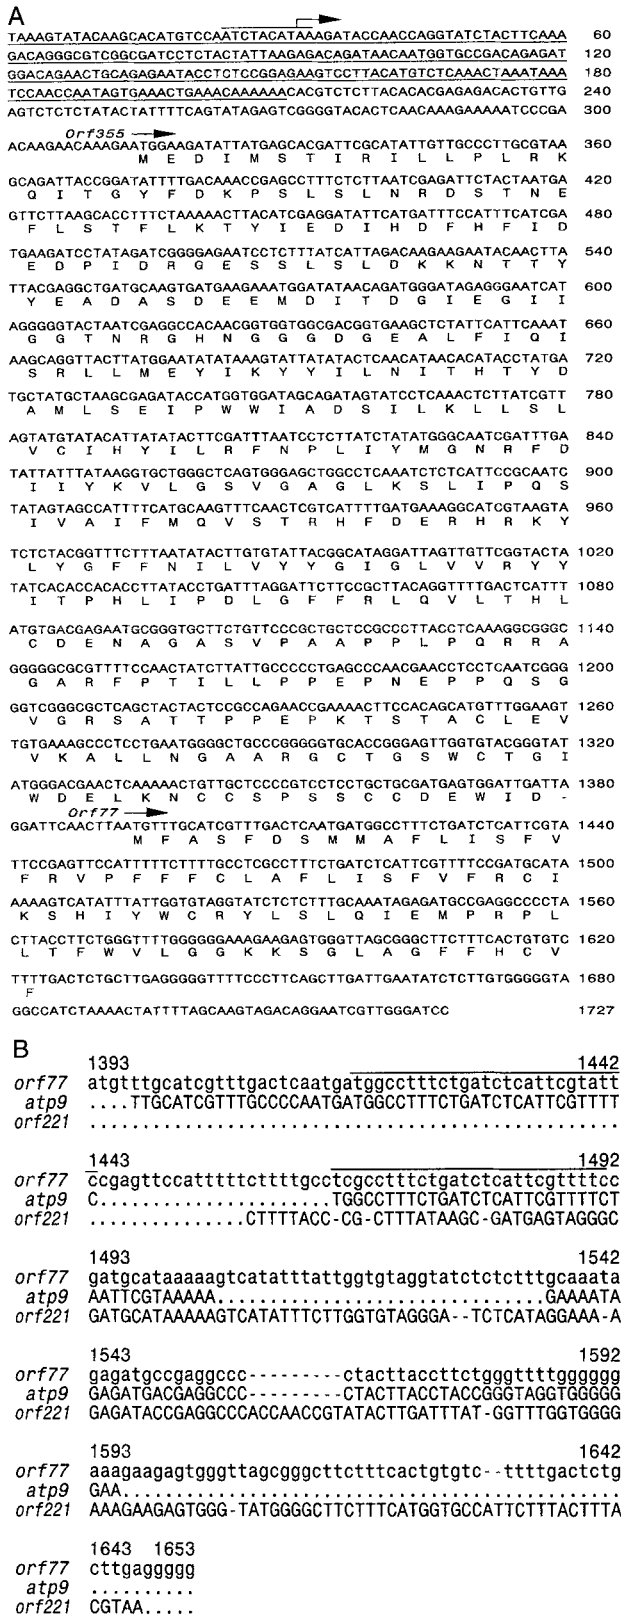 A
TAAAGTATACAAGCACATGTCCAATCTACATAAAGATACCAACCAGGTATCTACTTCAAA 60
GACAGGGCGTCGGCGATCCTCTACTATTAAGAGACAGATAACAATGGTGCCGACAGAGAT 120
GGACAGAACTGCAGAGAATACCTCTCCGGAGAAGTCCTTACATGTCTCAAACTAAATAAA 180
TCCAACCAATAGTGAAACTGAAACAAAAAACACGTCTCTTACACACGAGAGACACTGTTG 240
AGTCTCTCTATACTATTTTCAGTATAGAGTCGGGGTACACTCAACAAAGAAAAATCCCGA 300
Orf355
ACAAGAACAAAGAATGGAAGATATTATGAGCACGATTCGCATATTGTTGCCCTTGCGTAA 360
M E D I M S T I R I L L P L R K
GCAGATTACCGGATATTTTGACAAACCGAGCCTTTCTCTTAATCGAGATTCTACTAATGA 420
Q I T G Y F D K P S L S L N R D S T N E
GTTCTTAAGCACCTTTCTAAAAACTTACATCGAGGATATTCATGATTTCCATTTCATCGA 480
F L S T F L K T Y I E D I H D F H F I D
TGAAGATCCTATAGATCGGGGAGAATCCTCTTTATCATTAGACAAGAAGAATACAACTTA 540
E D P I D R G E S S L S L D K K N T T Y
TTACGAGGCTGATGCAAGTGATGAAGAAATGGATATAACAGATGGGATAGAGGGAATCAT 600
Y E A D A S D E E M D I T D G I E G I I
AGGGGGTACTAATCGAGGCCACAACGGTGGTGGCGACGGTGAAGCTCTATTCATTCAAAT 660
G G T N R G H N G G G D G E A L F I Q I
AAGCAGGTTACTTATGGAATATATAAAGTATTATATACTCAACATAACACATACCTATGA 720
S R L L M E Y I K Y Y I L N I T H T Y D
TGCTATGCTAAGCGAGATACCATGGTGGATAGCAGATAGTATCCTCAAACTCTTATCGTT 780
A M L S E I P W W I A D S I L K L L S L
AGTATGTATACATTATATACTTCGATTTAATCCTCTTATCTATATGGGCAATCGATTTGA 840
V C I H Y I L R F N P L I Y M G N R F D
TATTATTTATAAGGTGCTGGGCTCAGTGGGAGCTGGCCTCAAATCTCTCATTCCGCAATC 900
I I Y K V L G S V G A G L K S L I P Q S
TATAGTAGCCATTTTCATGCAAGTTTCAACTCGTCATTTTGATGAAAGGCATCGTAAGTA 960
I V A I F M Q V S T R H F D E R H R K Y
TCTCTACGGTTTCTTTAATATACTTGTGTATTACGGCATAGGATTAGTTGTTCGGTACTA 1020
L Y G F F N I L V Y Y G I G L V V R Y Y
TATCACACCACACCTTATACCTGATTTAGGATTCTTCCGCTTACAGGTTTTGACTCATTT 1080
I T P H L I P D L G F F R L Q V L T H L
ATGTGACGAGAATGCGGGTGCTTCTGTTCCCGCTGCTCCGCCCTTACCTCAAAGGCGGGC 1140
C D E N A G A S V P A A P P L P Q R R A
GGGGGCGCGTTTTCCAACTATCTTATTGCCCCCTGAGCCCAACGAACCTCCTCAATCGGG 1200
G A R F P T I L L P P E P N E P P Q S G
GGTCGGGCGCTCAGCTACTACTCCGCCAGAACCGAAAACTTCCACAGCATGTTTGGAAGT 1260
V G R S A T T P P E P K T S T A C L E V
TGTGAAAGCCCTCCTGAATGGGGCTGCCCGGGGGTGCACCGGGAGTTGGTGTACGGGTAT 1320
V K A L L N G A A R G C T G S W C T G I
ATGGGACGAACTCAAAAACTGTTGCTCCCCGTCCTCCTGCTGCGATGAGTGGATTGATTA 1380
W D E L K N C C S P S S C C D E W I D -
Orf77
GGATTCAACTTAATGTTTGCATCGTTTGACTCAATGATGGCCTTTCTGATCTCATTCGTA 1440
M F A S F D S M M A F L I S F V
TTCCGAGTTCCATTTTTCTTTTGCCTCGCCTTTCTGATCTCATTCGTTTTCCGATGCATA 1500
F R V P F F F C L A F L I S F V F R C I
AAAAGTCATATTTATTGGTGTAGGTATCTCTCTTTGCAAATAGAGATGCCGAGGCCCCTA 1560
K S H I Y W C R Y L S L Q I E M P R P L
CTTACCTTCTGGGTTTTGGGGGGAAAGAAGAGTGGGTTAGCGGGCTTCTTTCACTGTGTC 1620
L T F W V L G G K K S G L A G F F H C V
TTTTGACTCTGCTTGAGGGGGTTTTCCCTTCAGCTTGATTGAATATCTCTTGTGGGGGTA 1680
F
GGCCATCTAAAACTATTTTAGCAAGTAGACAGGAATCGTTGGGATCC 1727
B
1393 1442
orf77 atgtttgcatcgtttgactcaatgatggcctttctgatctcattcgtatt
atp9 ....TTGCATCGTTTGCCCCAATGATGGCCTTTCTGATCTCATTCGTTTT
orf221 ..................................................
1443 1492
orf77 ccgagttccatttttcttttgcctcgcctttctgatctcattcgttttcc
atp9 C......................TGGCCTTTCTGATCTCATTCGTTTTCT
orf221 ...............CTTTTACC-CG-CTTTATAAGC-GATGAGTAGGGC
1493 1542
orf77 gatgcataaaaagtcatatttattggtgtaggtatctctctttgcaaata
atp9 AATTCGTAAAAA...............................GAAAATA
orf221 GATGCATAAAAAGTCATATTTCTTGGTGTAGGGA--TCTCATAGGAAA-A
1543 1592
orf77 gagatgccgaggccc---------ctacttaccttctgggttttgggggg
atp9 GAGATGACGAGGCCC---------CTACTTACCTACCGGGTAGGTGGGGG
orf221 GAGATACCGAGGCCCACCAACCGTATACTTGATTTAT-GGTTTGGTGGGG
1593 1642
orf77 aaagaagagtgggttagcgggcttctttcactgtgtc--ttttgactctg
atp9 GAA...............................................
orf221 AAAGAAGAGTGGG-TATGGGGCTTCTTTCATGGTGCCATTCTTTACTTTA
1643 1653
orf77 cttgaggggg
atp9 ..........
orf221 CGTAA.....